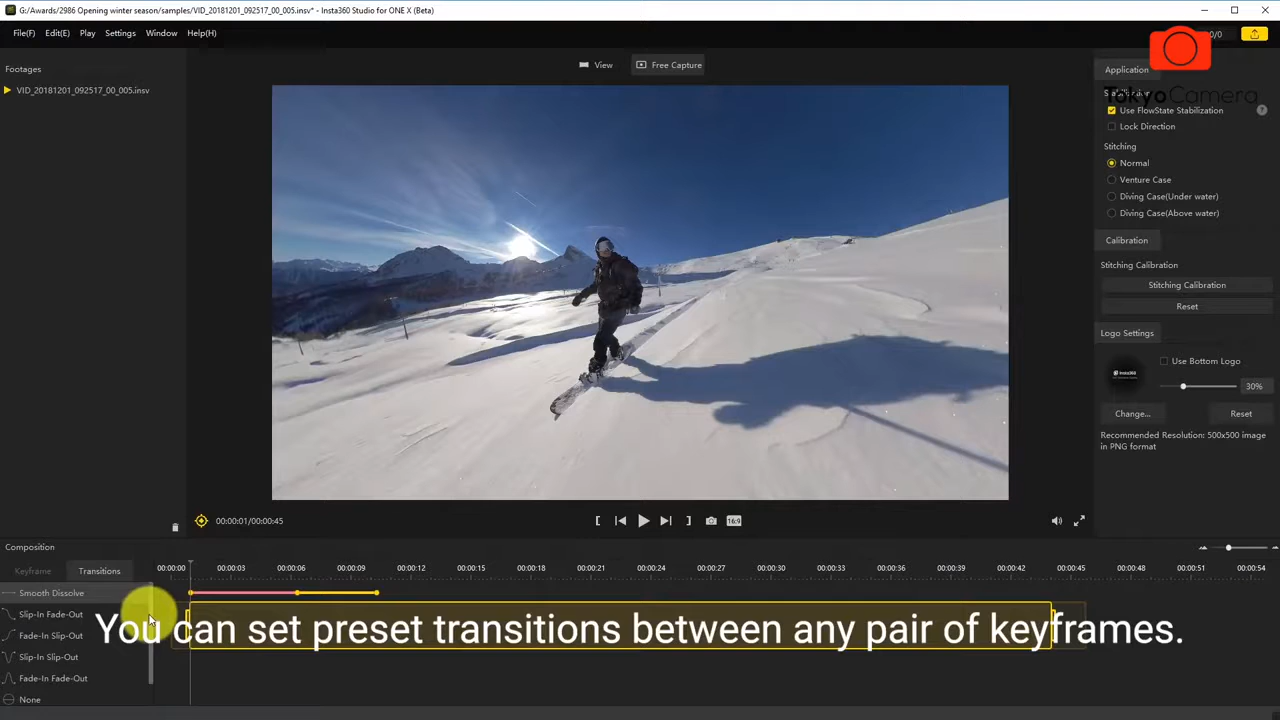 G:/Awards/2986 Opening winter season/samples/VID_20181201_092517_00_005.insv* - Insta360 Studio for ONE X (Beta)
File(F) Edit(E) Play Settings Window Help(H)
0/0
Footages
View
Free Capture
Application
VID_20181201_092517_00_005.insv
TokyoCamera
Stabilization
Use FlowState Stabilization
?
Lock Direction
Stitching
Normal
Venture Case
Diving Case(Under water)
Diving Case(Above water)
Calibration
Stitching Calibration
Stitching Calibration
Reset
Logo Settings
Use Bottom Logo
Insta360
30%
Change...
Reset
Recommended Resolution: 500x500 image
in PNG format
00:00:01/00:00:45
16:9
Composition
Keyframe
Transitions
00:00:00 00:00:03 00:00:06 00:00:09 00:00:12 00:00:15 00:00:18 00:00:21 00:00:24 00:00:27 00:00:30 00:00:33 00:00:36 00:00:39 00:00:42 00:00:45 00:00:48 00:00:51 00:00:54
Smooth Dissolve
Slip-In Fade-Out
You can set preset transitions between any pair of keyframes.
Fade-In Slip-Out
Slip-In Slip-Out
Fade-In Fade-Out
None